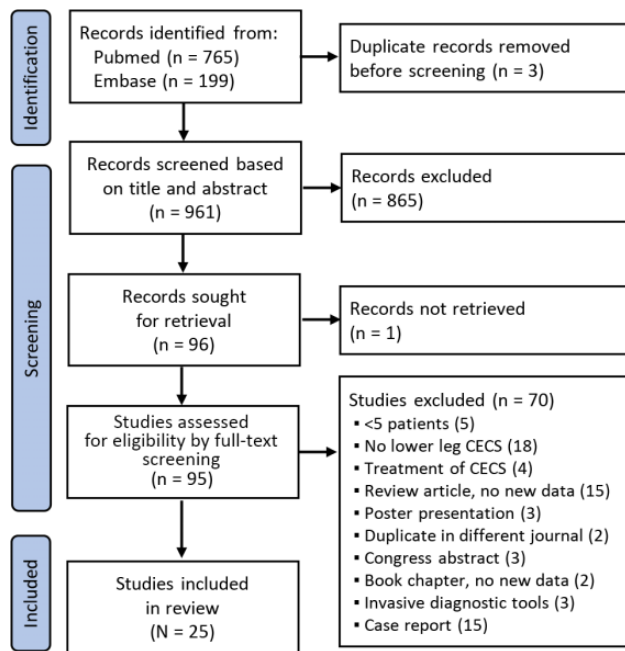 Identification
Records identified from:
Pubmed (n = 765)
Embase (n = 199)
Duplicate records removed
before screening (n = 3)
Screening
Records screened based
on title and abstract
(n = 961)
Records excluded
(n = 865)
Records sought
for retrieval
(n = 96)
Records not retrieved
(n = 1)
Studies assessed
for eligibility by full-text
screening
(n = 95)
Studies excluded (n = 70)
▪ <5 patients (5)
▪ No lower leg CECS (18)
▪ Treatment of CECS (4)
▪ Review article, no new data (15)
▪ Poster presentation (3)
▪ Duplicate in different journal (2)
▪ Congress abstract (3)
▪ Book chapter, no new data (2)
▪ Invasive diagnostic tools (3)
▪ Case report (15)
Included
Studies included
in review
(N = 25)